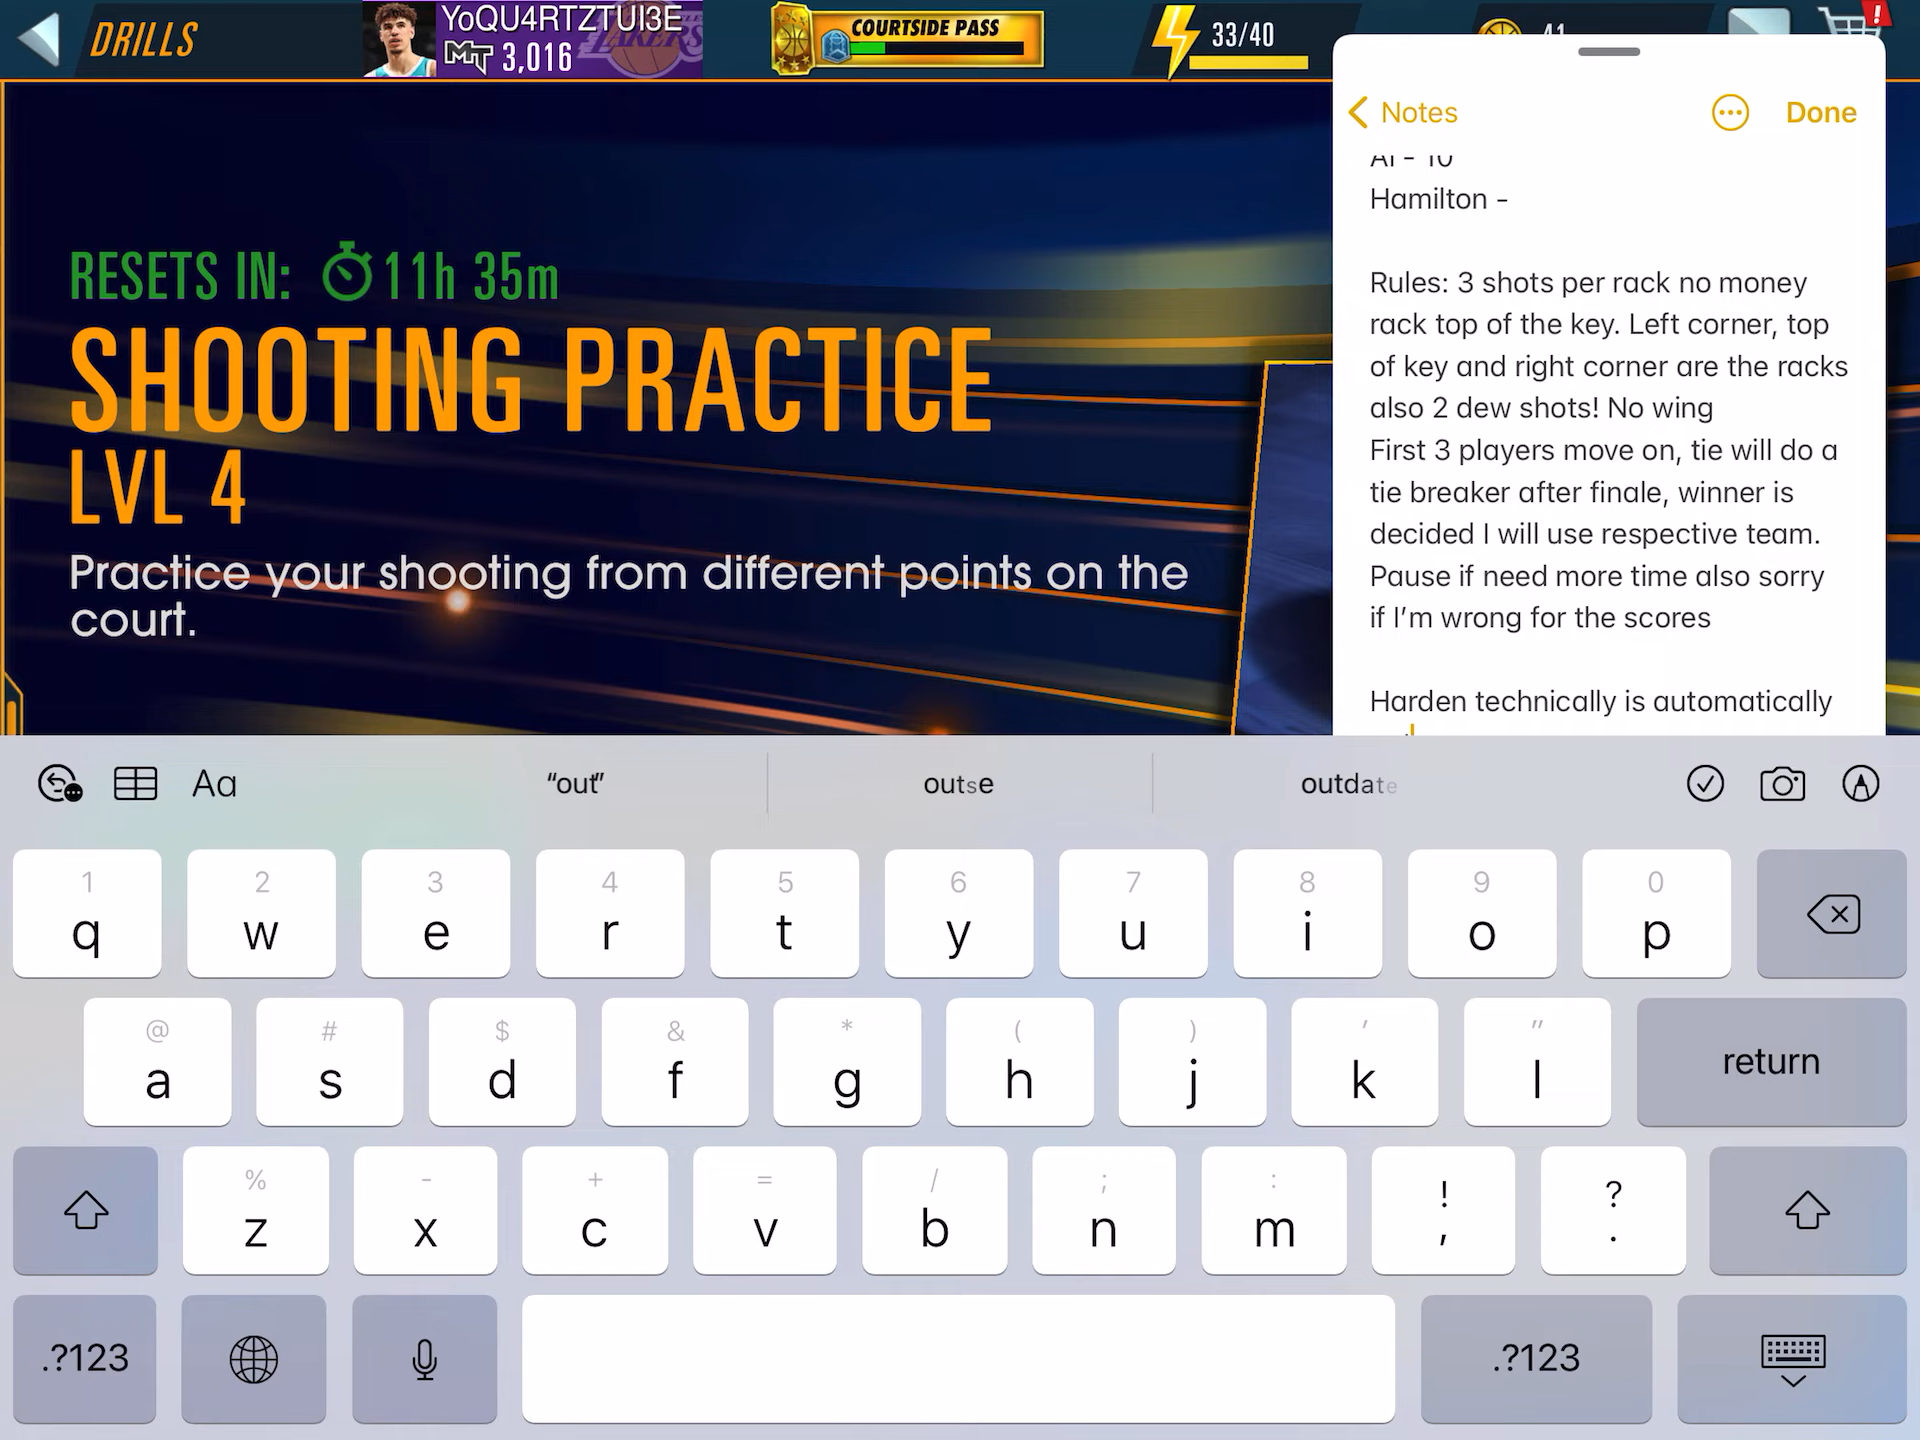 DRILLS
YoQU4RTZTUI3E
MT 3,016
LAKERS
COURTSIDE PASS
33/40
41
!
Notes
Done
AI - 10
Hamilton -
RESETS IN: 11h 35m
SHOOTING PRACTICE
LVL 4
Practice your shooting from different points on the
court.
Rules: 3 shots per rack no money
rack top of the key. Left corner, top
of key and right corner are the racks
also 2 dew shots! No wing
First 3 players move on, tie will do a
tie breaker after finale, winner is
decided I will use respective team.
Pause if need more time also sorry
if I’m wrong for the scores
Harden technically is automatically
Aa
“out”
outse
outdate
1 2 3 4 5 6 7 8 9 0
q w e r t y u i o p
@ # $ & * ( ) ' "
a s d f g h j k l return
% - + = / ; : ! ?
z x c v b n m , .
.?123
.?123